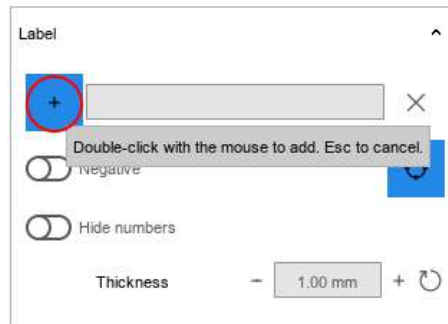 Label
+
Double-click with the mouse to add. Esc to cancel.
Negative
Hide numbers
Thickness − 1.00 mm +